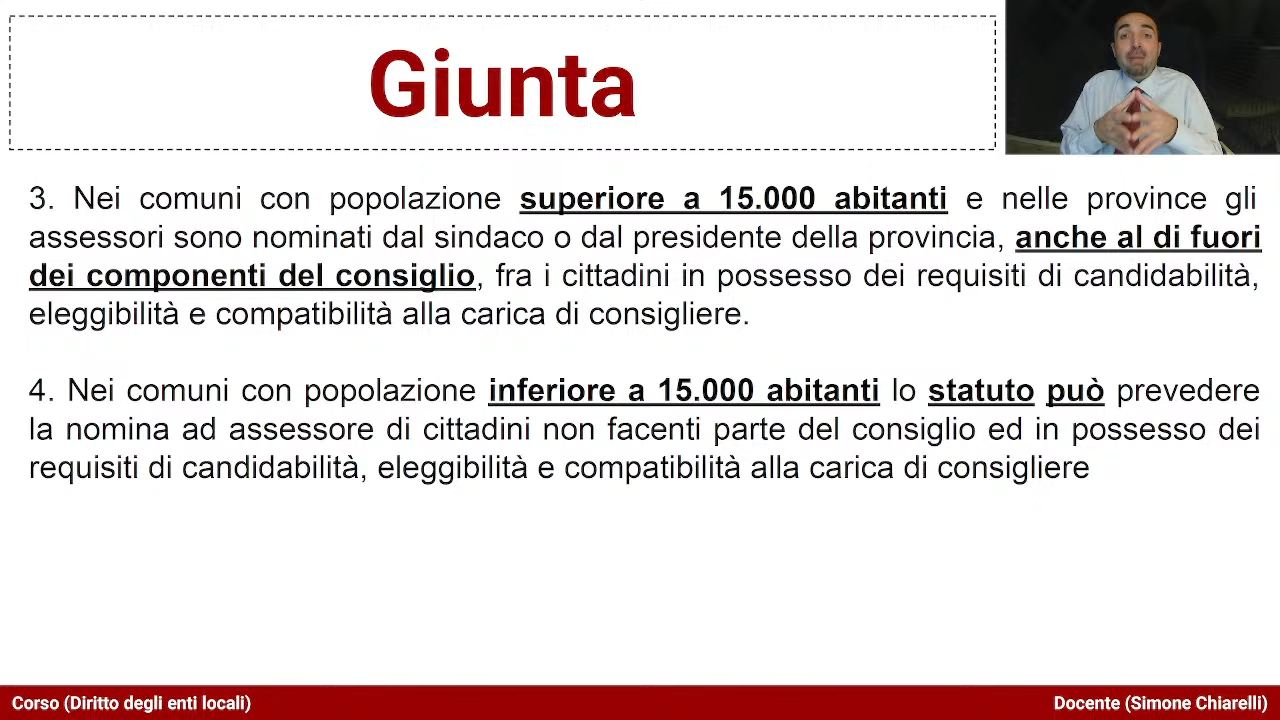 Giunta
3. Nei comuni con popolazione superiore a 15.000 abitanti e nelle province gli
assessori sono nominati dal sindaco o dal presidente della provincia, anche al di fuori
dei componenti del consiglio, fra i cittadini in possesso dei requisiti di candidabilità,
eleggibilità e compatibilità alla carica di consigliere.
4. Nei comuni con popolazione inferiore a 15.000 abitanti lo statuto può prevedere
la nomina ad assessore di cittadini non facenti parte del consiglio ed in possesso dei
requisiti di candidabilità, eleggibilità e compatibilità alla carica di consigliere
Corso (Diritto degli enti locali)
Docente (Simone Chiarelli)